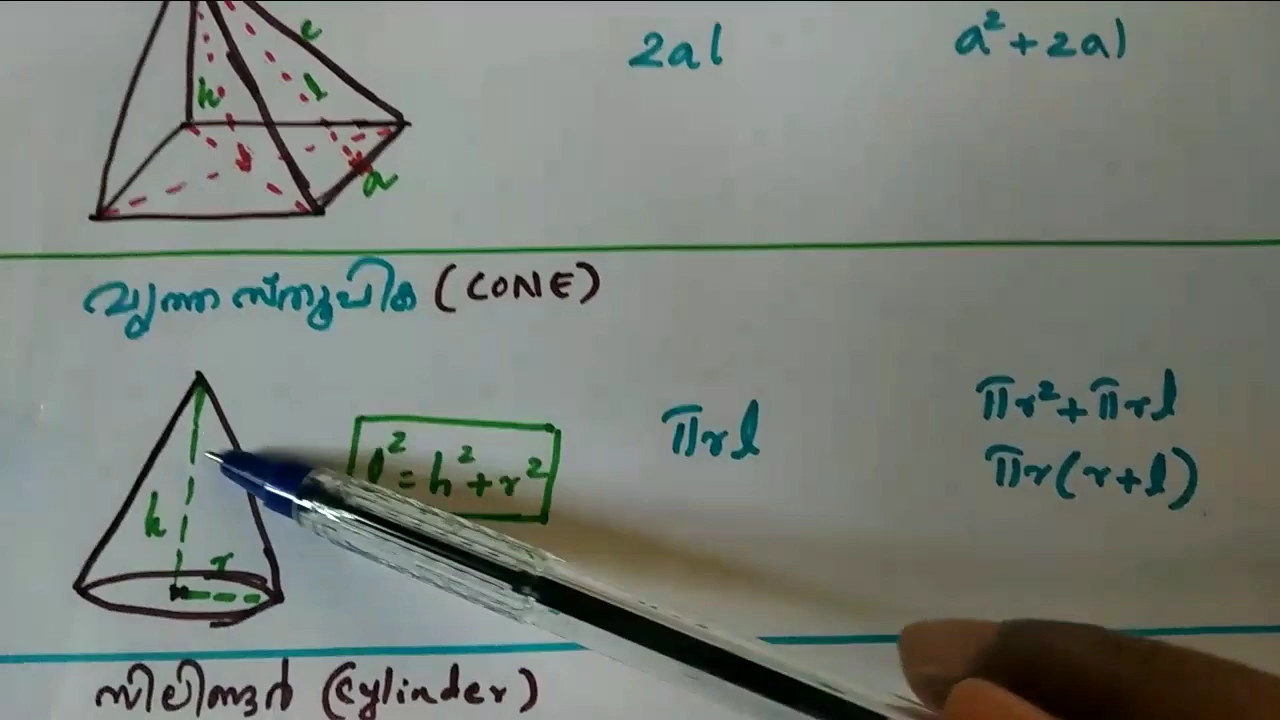 e
h l
a
2al a² + 2al
വൃത്തസ്തൂപിക (CONE)
h r
l² = h² + r²
πrl
πr² + πrl
πr(r+l)
സിലിണ്ടർ (Cylinder)